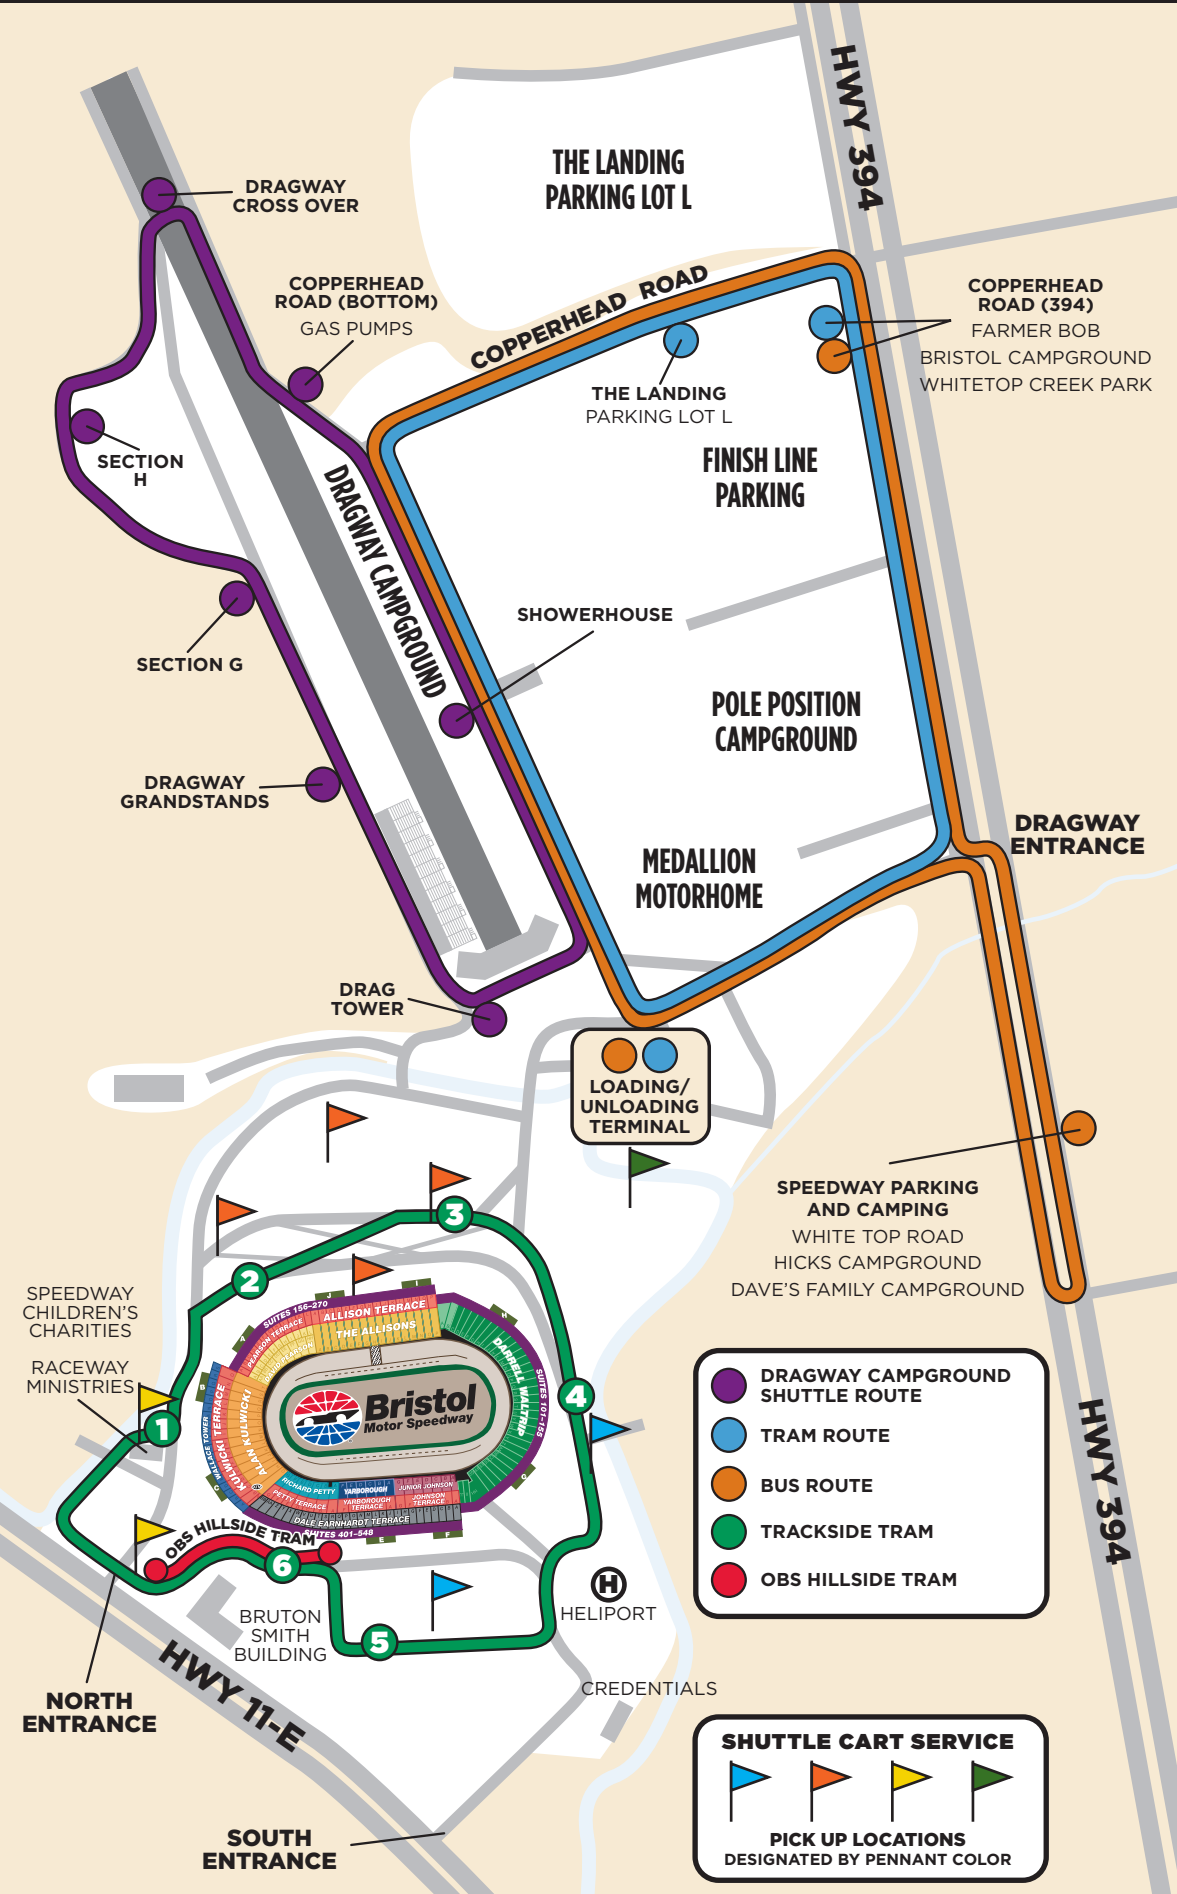 HWY 394
THE LANDING
PARKING LOT L
DRAGWAY
CROSS OVER
COPPERHEAD
ROAD (BOTTOM)
GAS PUMPS
COPPERHEAD ROAD
COPPERHEAD
ROAD (394)
FARMER BOB
BRISTOL CAMPGROUND
WHITETOP CREEK PARK
THE LANDING
PARKING LOT L
SECTION
H
FINISH LINE
PARKING
DRAGWAY CAMPGROUND
SHOWERHOUSE
SECTION G
POLE POSITION
CAMPGROUND
DRAGWAY
GRANDSTANDS
DRAGWAY
ENTRANCE
MEDALLION
MOTORHOME
DRAG
TOWER
LOADING/
UNLOADING
TERMINAL
SPEEDWAY PARKING
AND CAMPING
WHITE TOP ROAD
HICKS CAMPGROUND
DAVE'S FAMILY CAMPGROUND
3
2
SPEEDWAY
CHILDREN'S
CHARITIES
RACEWAY
MINISTRIES
1
4
J
I
H
A
B
C
G
E
F
SUITES 156-270
ALLISON TERRACE
THE ALLISONS
PEARSON TERRACE
DAVID PEARSON
DARRELL WALTRIP
SUITES 101-155
WALLACE TOWER
KULWICKI TERRACE
ALAN KULWICKI
Bristol
Motor Speedway
RICHARD PETTY
YARBOROUGH
JUNIOR JOHNSON
PETTY TERRACE
YARBOROUGH
TERRACE
JOHNSON
TERRACE
DALE EARNHARDT TERRACE
SUITES 401-548
OBS HILLSIDE TRAM
6
5
BRUTON
SMITH
BUILDING
H
HELIPORT
CREDENTIALS
NORTH
ENTRANCE
HWY 11-E
SOUTH
ENTRANCE
DRAGWAY CAMPGROUND
SHUTTLE ROUTE
TRAM ROUTE
BUS ROUTE
TRACKSIDE TRAM
OBS HILLSIDE TRAM
HWY 394
SHUTTLE CART SERVICE
PICK UP LOCATIONS
DESIGNATED BY PENNANT COLOR